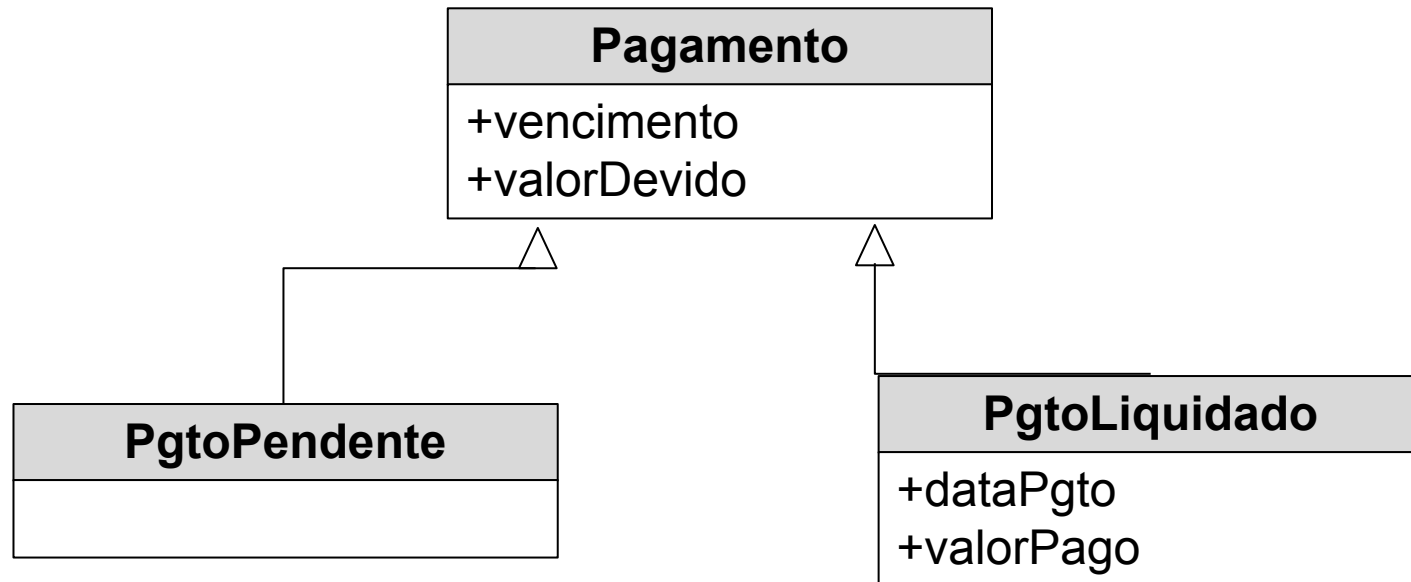 Pagamento
+vencimento
+valorDevido
PgtoPendente
PgtoLiquidado
+dataPgto
+valorPago